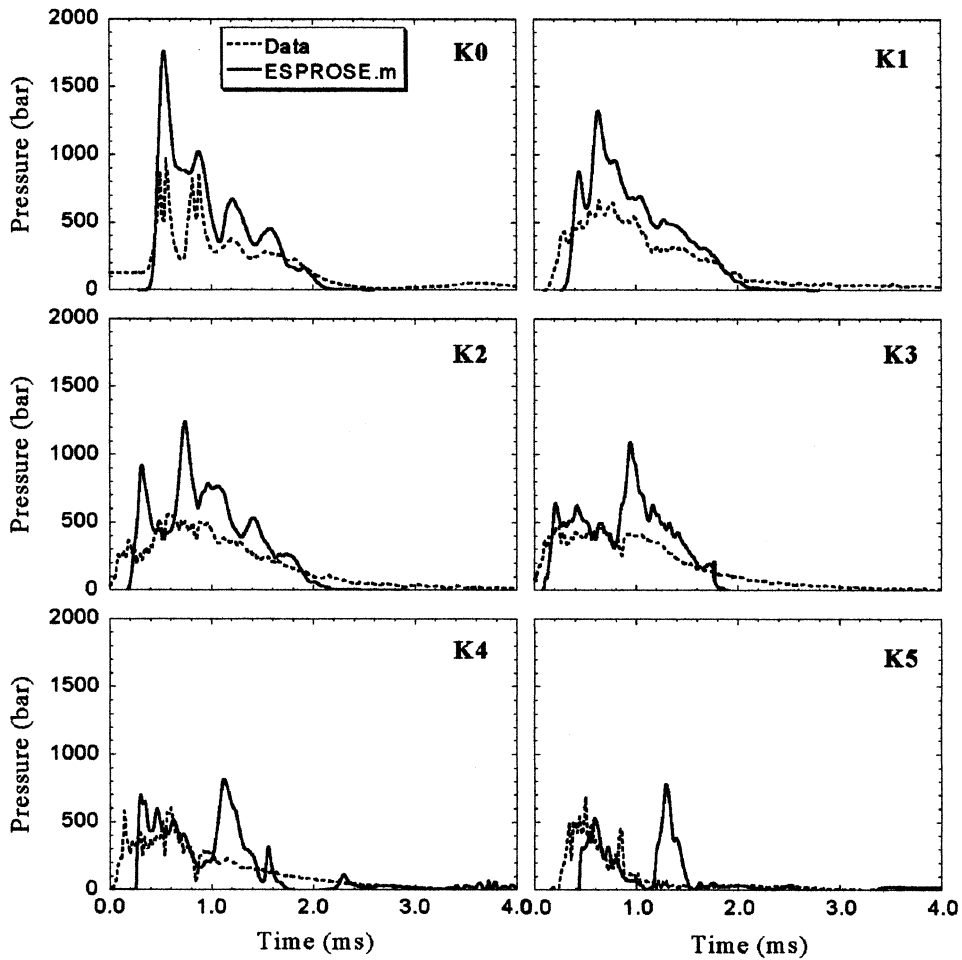 2000
1500
1000
500
0
Pressure (bar)
Data
ESPROSE.m
K0
K1
2000
1500
1000
500
0
Pressure (bar)
K2
K3
2000
1500
1000
500
0
Pressure (bar)
K4
K5
0.0 1.0 2.0 3.0 4.0.0 1.0 2.0 3.0 4.0
Time (ms) Time (ms)